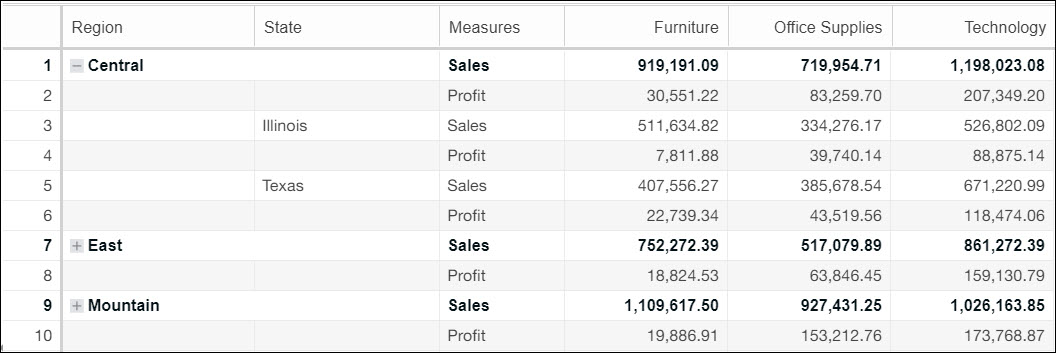 Region State Measures Furniture Office Supplies Technology
1 Central Sales 919,191.09 719,954.71 1,198,023.08
2 Profit 30,551.22 83,259.70 207,349.20
3 Illinois Sales 511,634.82 334,276.17 526,802.09
4 Profit 7,811.88 39,740.14 88,875.14
5 Texas Sales 407,556.27 385,678.54 671,220.99
6 Profit 22,739.34 43,519.56 118,474.06
7 East Sales 752,272.39 517,079.89 861,272.39
8 Profit 18,824.53 63,846.45 159,130.79
9 Mountain Sales 1,109,617.50 927,431.25 1,026,163.85
10 Profit 19,886.91 153,212.76 173,768.87